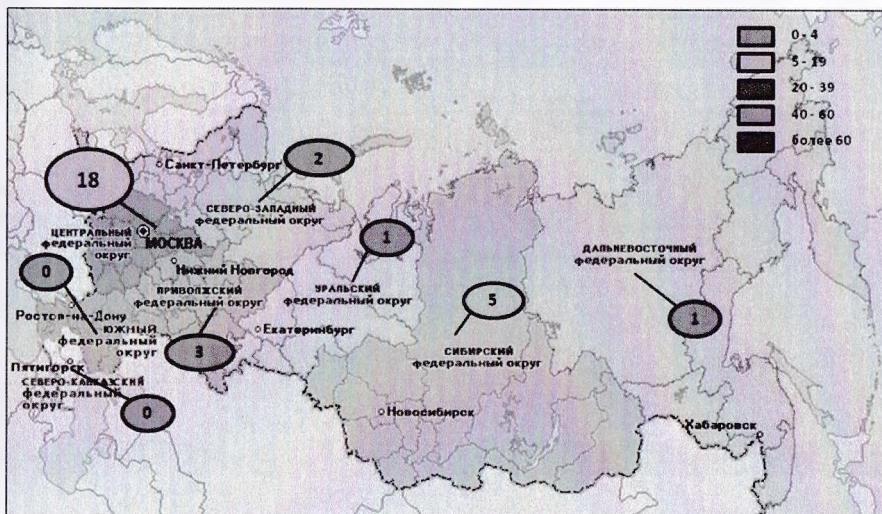 0 - 4
5 - 19
20 - 39
40 - 60
более 60
Санкт-Петербург
2
18
СЕВЕРО-ЗАПАДНЫЙ
федеральный округ
ЦЕНТРАЛЬНЫЙ
федеральный
округ
МОСКВА
1
ДАЛЬНЕВОСТОЧНЫЙ
федеральный округ
0
Нижний Новгород
ПРИВОЛЖСКИЙ
федеральный округ
УРАЛЬСКИЙ
федеральный округ
5
1
Ростов-на-Дону
ЮЖНЫЙ
федеральный
округ
Екатеринбург
3
СИБИРСКИЙ
федеральный округ
Пятигорск
СЕВЕРО-КАВКАЗСКИЙ
федеральный
округ
0
Новосибирск
Хабаровск